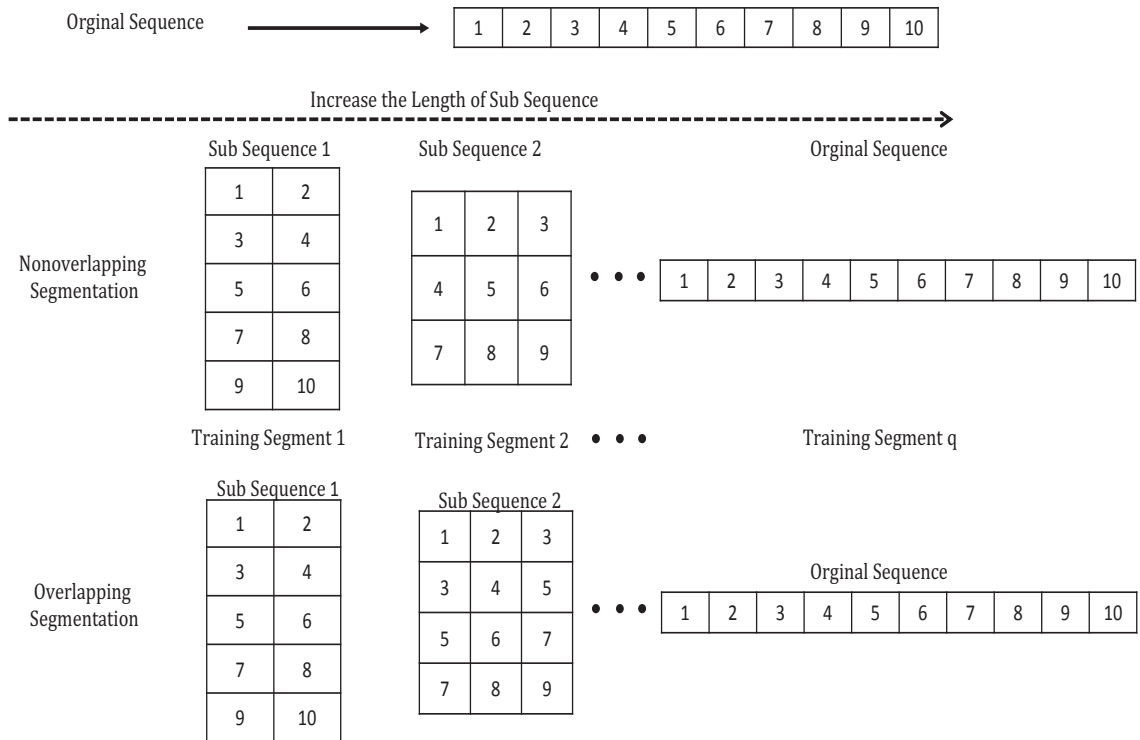 Orginal Sequence
1 2 3 4 5 6 7 8 9 10
Increase the Length of Sub Sequence
Sub Sequence 1
Sub Sequence 2
Orginal Sequence
Nonoverlapping
Segmentation
1 2
3 4
5 6
7 8
9 10
1 2 3
4 5 6
7 8 9
1 2 3 4 5 6 7 8 9 10
Training Segment 1
Training Segment 2
Training Segment q
Sub Sequence 1
Sub Sequence 2
Orginal Sequence
Overlapping
Segmentation
1 2
3 4
5 6
7 8
9 10
1 2 3
3 4 5
5 6 7
7 8 9
1 2 3 4 5 6 7 8 9 10